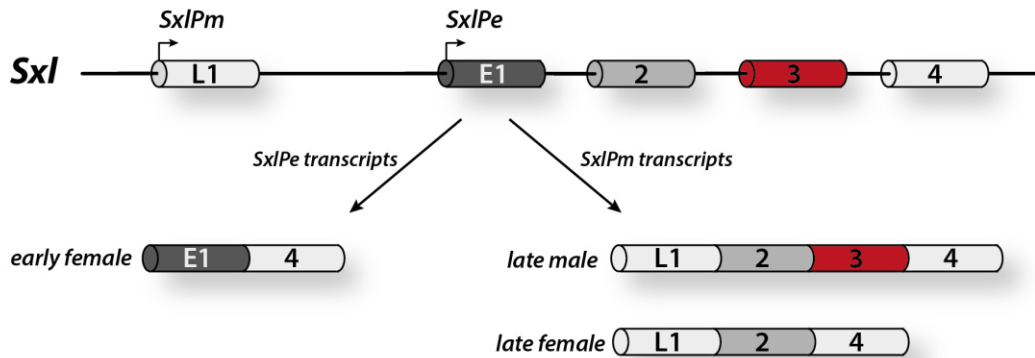 SxlPm SxlPe
Sxl L1 E1 2 3 4
SxlPe transcripts SxlPm transcripts
early female E1 4 late male L1 2 3 4
late female L1 2 4